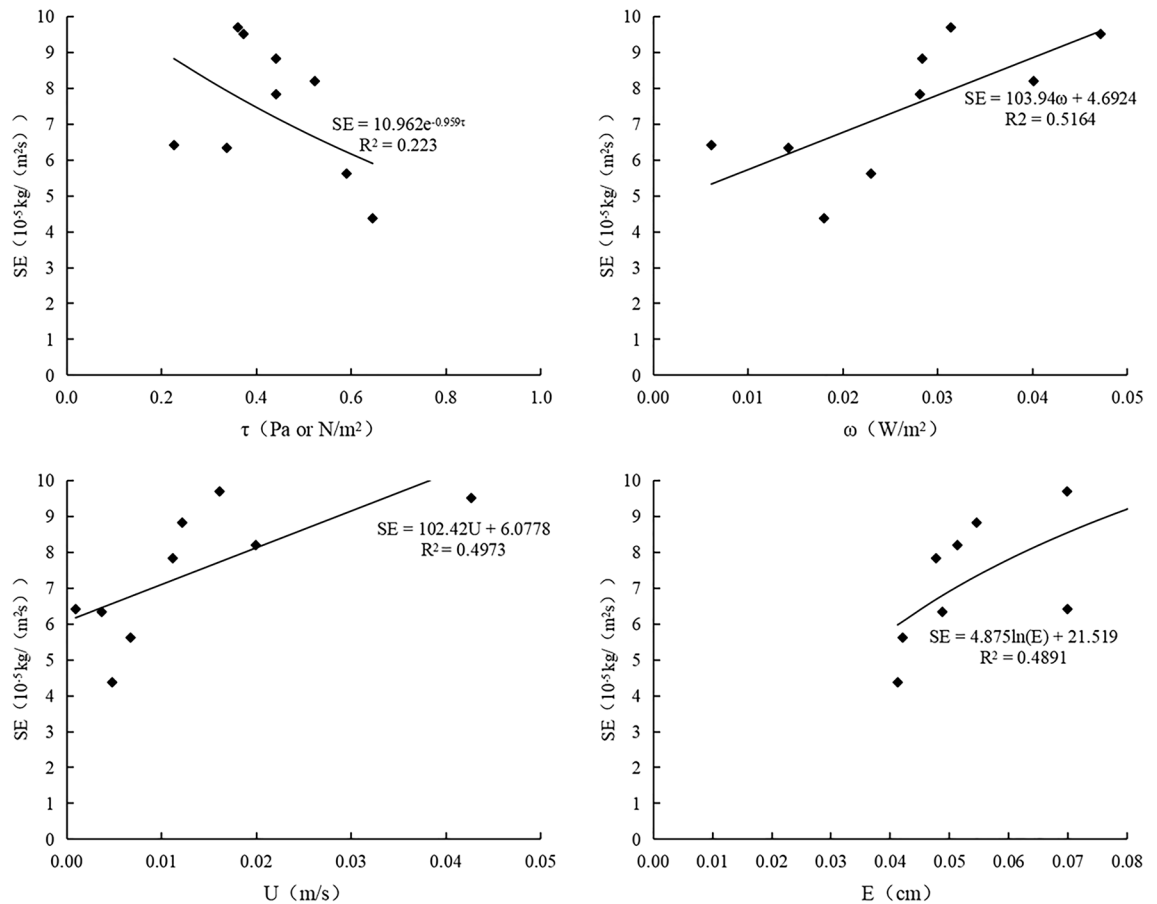 10
9
8
7
6
5
4
3
2
1
0
SE（10⁻⁵kg/（m²s））
SE = 10.962e⁻⁰·⁹⁵⁹τ
R² = 0.223
0.0 0.2 0.4 0.6 0.8 1.0
τ（Pa or N/m²）
10
9
8
7
6
5
4
3
2
1
0
SE（10⁻⁵kg/（m²s））
SE = 103.94ω + 4.6924
R2 = 0.5164
0.00 0.01 0.02 0.03 0.04 0.05
ω（W/m²）
10
9
8
7
6
5
4
3
2
1
0
SE（10⁻⁵kg/（m²s））
SE = 102.42U + 6.0778
R² = 0.4973
0.00 0.01 0.02 0.03 0.04 0.05
U（m/s）
10
9
8
7
6
5
4
3
2
1
0
SE（10⁻⁵kg/（m²s））
SE = 4.875ln(E) + 21.519
R² = 0.4891
0.00 0.01 0.02 0.03 0.04 0.05 0.06 0.07 0.08
E（cm）